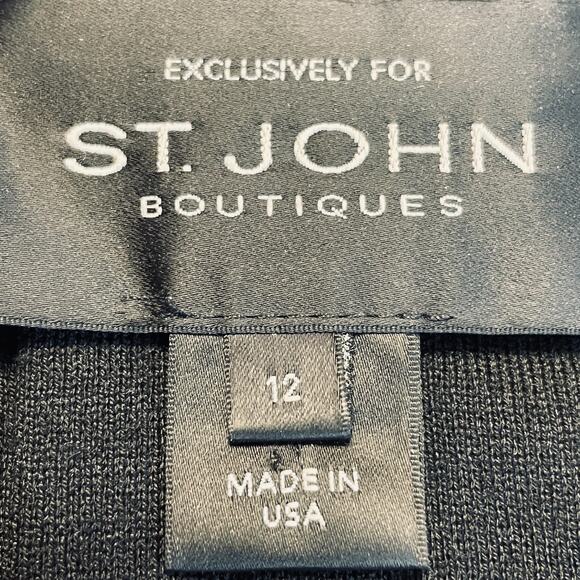 EXCLUSIVELY FOR
ST. JOHN
BOUTIQUES
12
MADE IN
USA